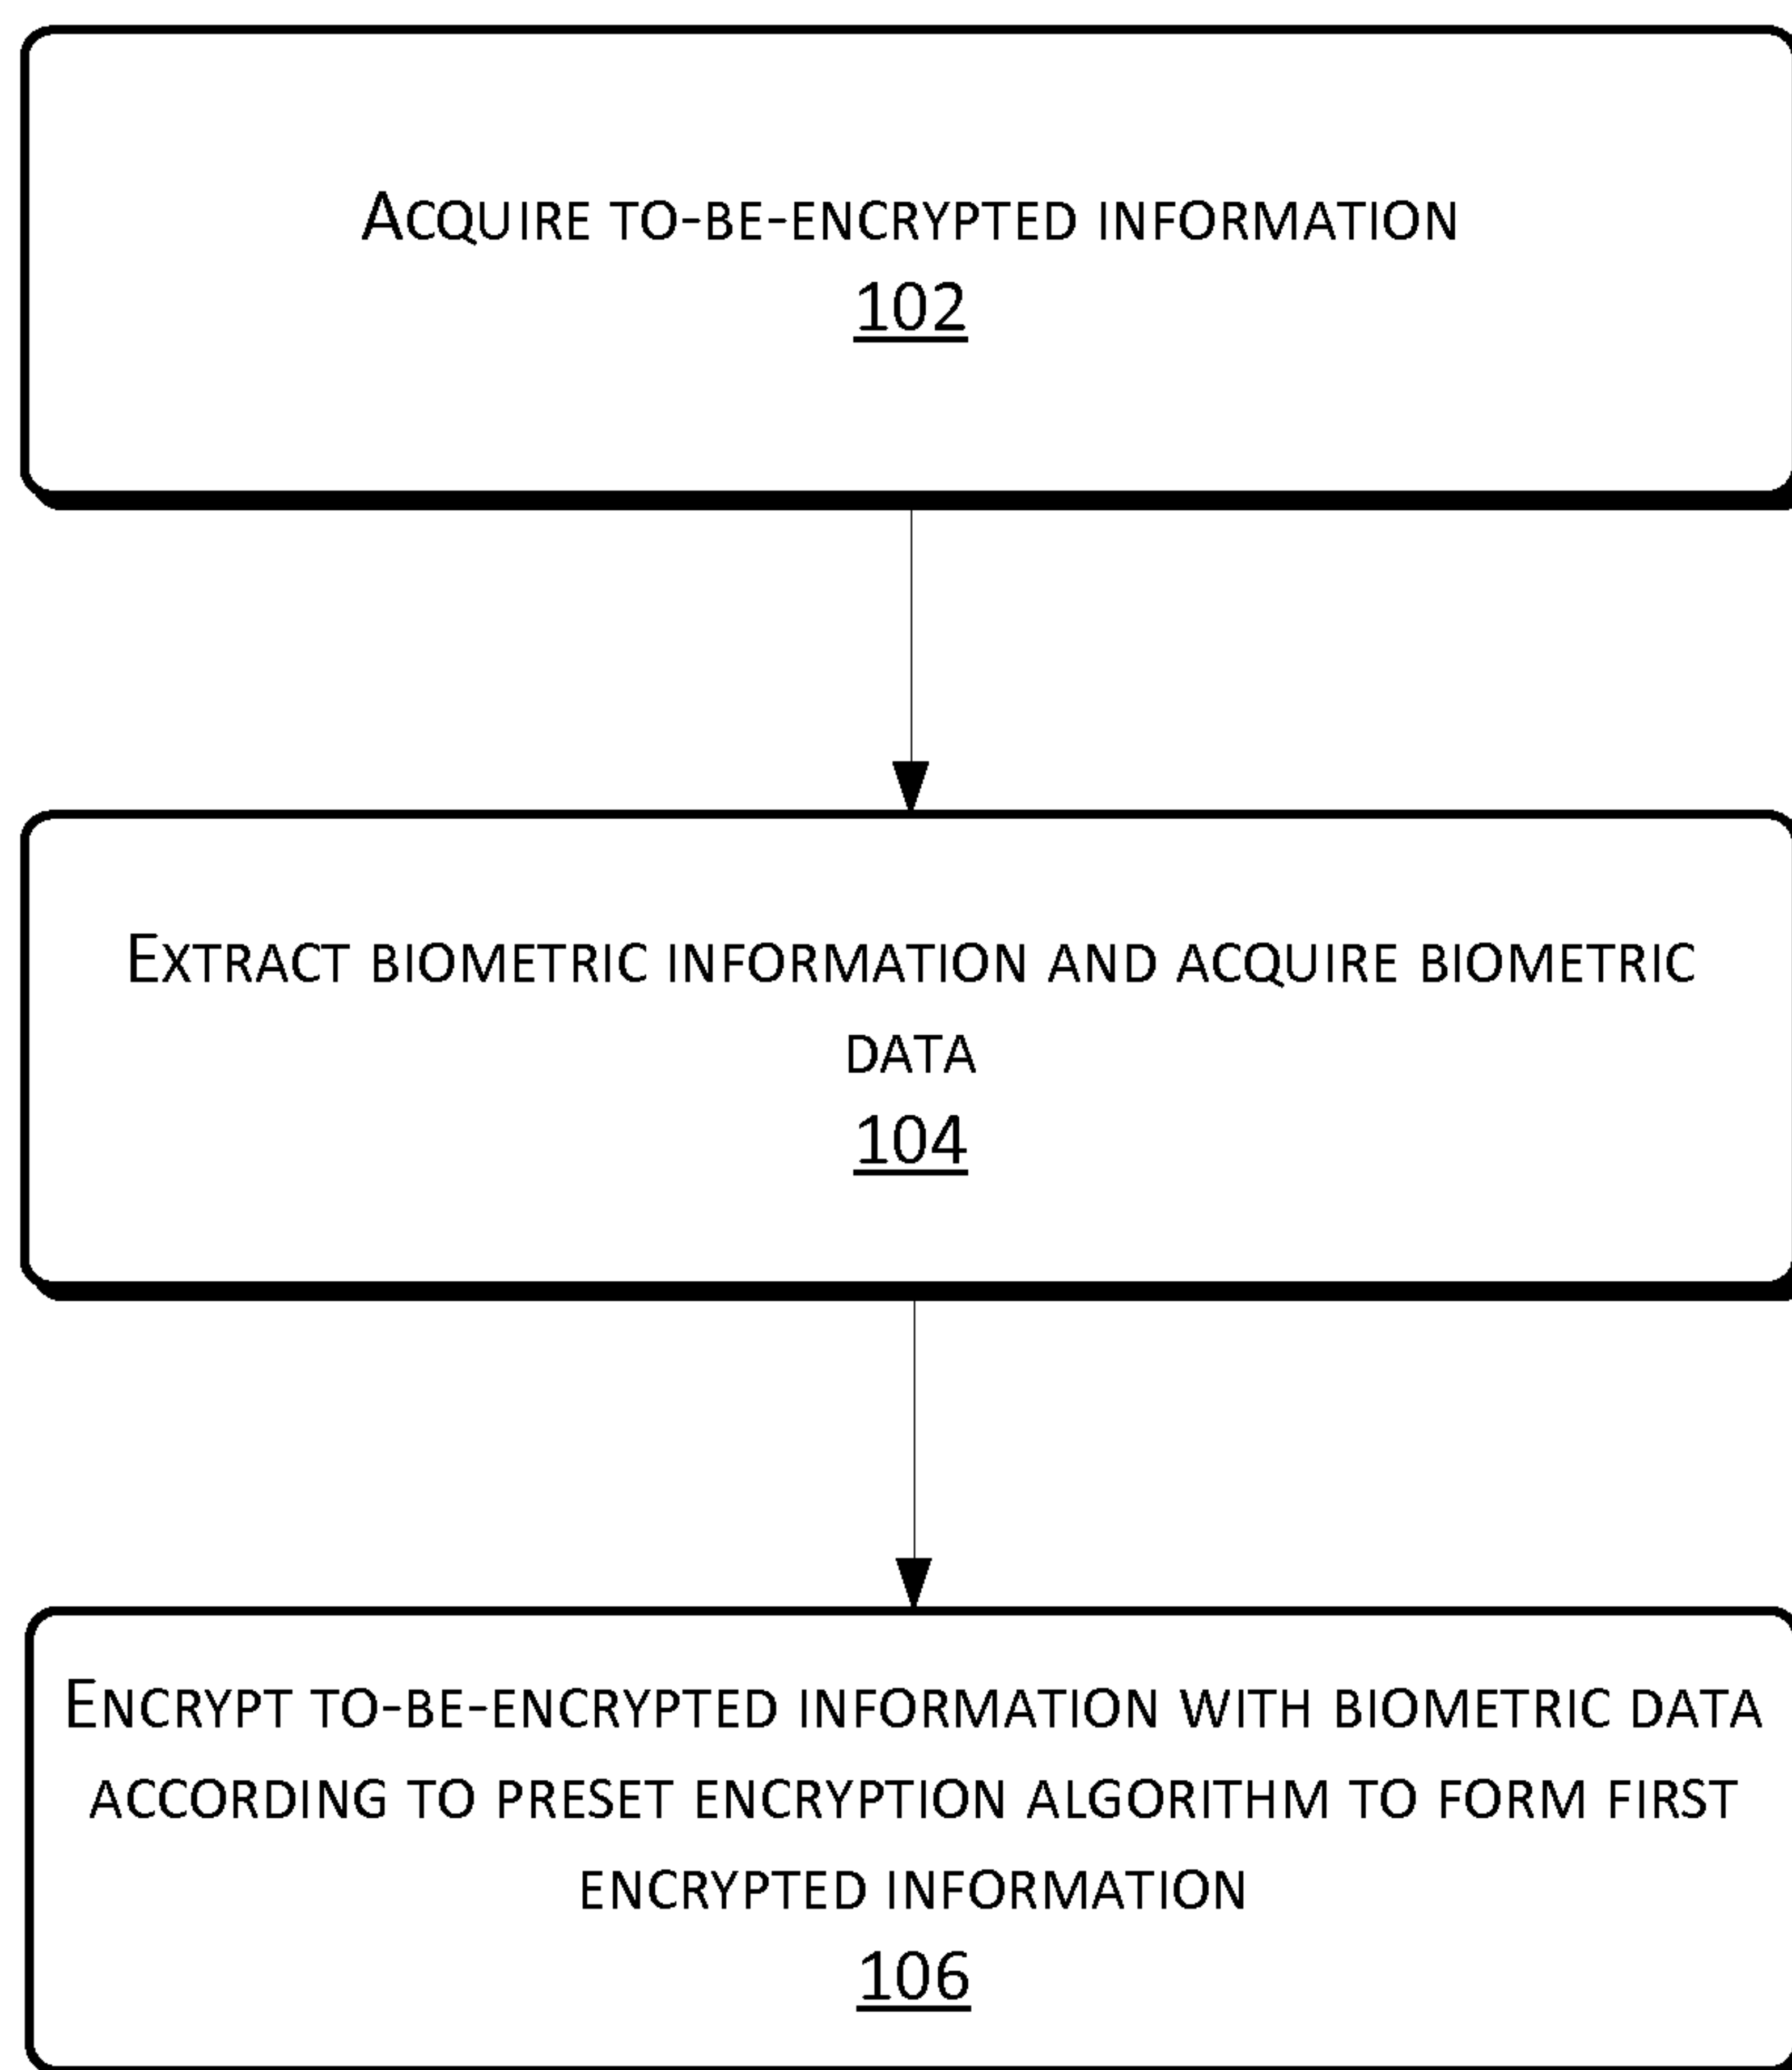 Acquire to-be-encrypted information
102
Extract biometric information and acquire biometric
data
104
Encrypt to-be-encrypted information with biometric data
according to preset encryption algorithm to form first
encrypted information
106